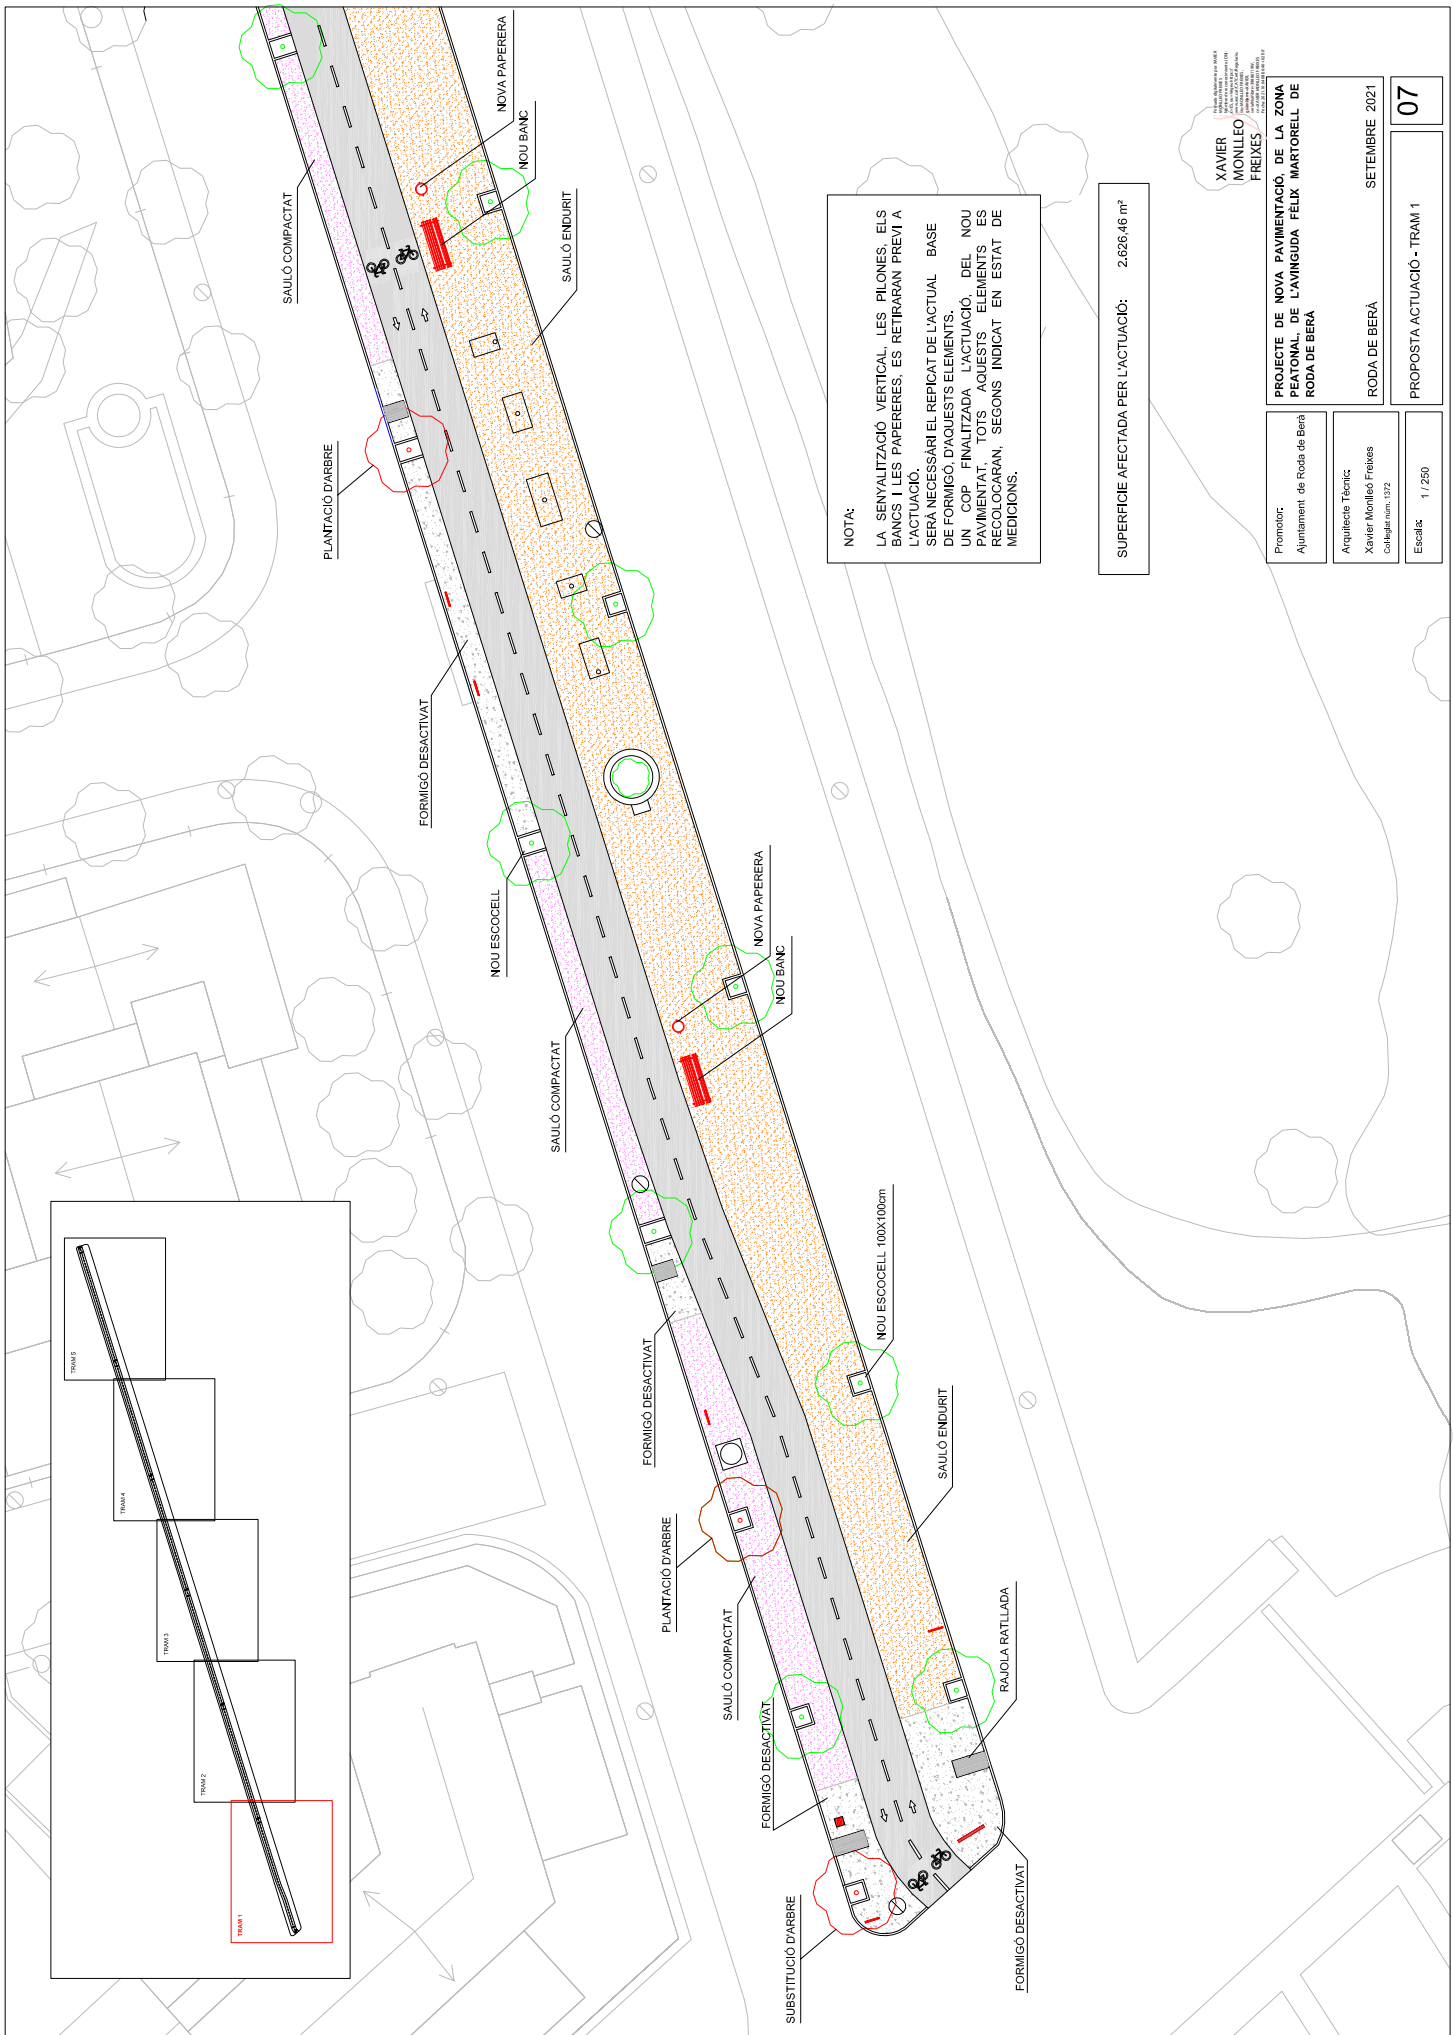 SAULÓ COMPACTAT
NOVA PAPERERA
NOU BANC
SAULÓ ENDURIT
PLANTACIÓ D'ARBRE
FORMIGÓ DESACTIVAT
NOU ESCOCELL
NOVA PAPERERA
NOU BANC
SAULÓ COMPACTAT
NOU ESCOCELL 100X100cm
FORMIGÓ DESACTIVAT
SAULÓ ENDURIT
PLANTACIÓ D'ARBRE
SAULÓ COMPACTAT
RAJOLA RATLLADA
FORMIGÓ DESACTIVAT
SUBSTITUCIÓ D'ARBRE
FORMIGÓ DESACTIVAT
TRAM 5
TRAM 4
TRAM 3
TRAM 2
TRAM 1
NOTA:
LA SENYALITZACIÓ VERTICAL, LES PILONES, ELS
BANCS I LES PAPERERES, ES RETIRARAN PREVI A
L'ACTUACIÓ.
SERÀ NECESSÀRI EL REPICAT DE L'ACTUAL BASE
DE FORMIGÓ, D'AQUESTS ELEMENTS.
UN COP FINALITZADA L'ACTUACIÓ, DEL NOU
PAVIMENTAT, TOTS AQUESTS ELEMENTS ES
RECOLOCARAN, SEGONS INDICAT EN ESTAT DE
MEDICIONS.
SUPERFICIE AFECTADA PER L'ACTUACIÓ: 2.626,46 m²
XAVIER
MONLLEO
FREIXES
Promotor:
Ajuntament de Roda de Berà
Arquitecte Tècnic:
Xavier Monlleó Freixes
Col·legiat núm. 1372
Escala: 1 / 250
PROJECTE DE NOVA PAVIMENTACIÓ, DE LA ZONA
PEATONAL, DE L'AVINGUDA FÈLIX MARTORELL DE
RODA DE BERÀ
RODA DE BERÀ SETEMBRE 2021
PROPOSTA ACTUACIÓ - TRAM 1
07